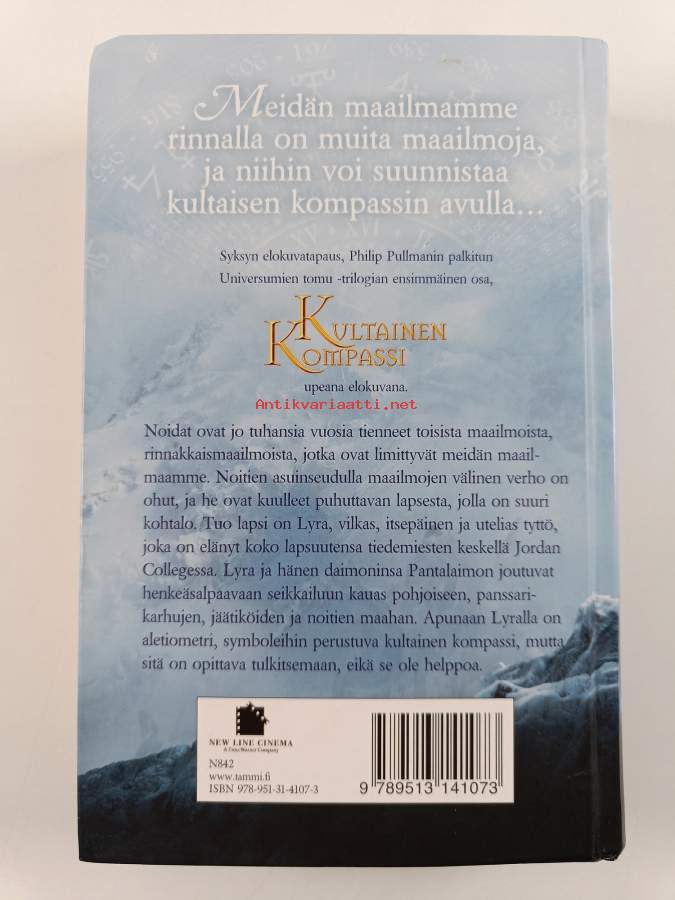 Meidän maailmamme
rinnalla on muita maailmoja,
ja niihin voi suunnistaa
kultaisen kompassin avulla...
Syksyn elokuvatapaus, Philip Pullmanin palkitun
Universumien tomu -trilogian ensimmäinen osa,
KULTAINEN
KOMPASSI
upeana elokuvana.
Antikvariaatti.net
Noidat ovat jo tuhansia vuosia tienneet toisista maailmoista,
rinnakkaismaailmoista, jotka ovat limittyvät meidän maail-
maamme. Noitien asuinseudulla maailmojen välinen verho on
ohut, ja he ovat kuulleet puhuttavan lapsesta, jolla on suuri
kohtalo. Tuo lapsi on Lyra, vilkas, itsepäinen ja utelias tyttö,
joka on elänyt koko lapsuutensa tiedemiesten keskellä Jordan
Collegessa. Lyra ja hänen daimoninsa Pantalaimon joutuvat
henkeäsalpaavaan seikkailuun kauas pohjoiseen, panssari-
karhujen, jäätiköiden ja noitien maahan. Apunaan Lyralla on
aletiometri, symboleihin perustuva kultainen kompassi, mutta
sitä on opittava tulkitsemaan, eikä se ole helppoa.
NEW LINE CINEMA
A Time Warner Company
N842
www.tammi.fi
ISBN 978-951-31-4107-3
9 789513 141073